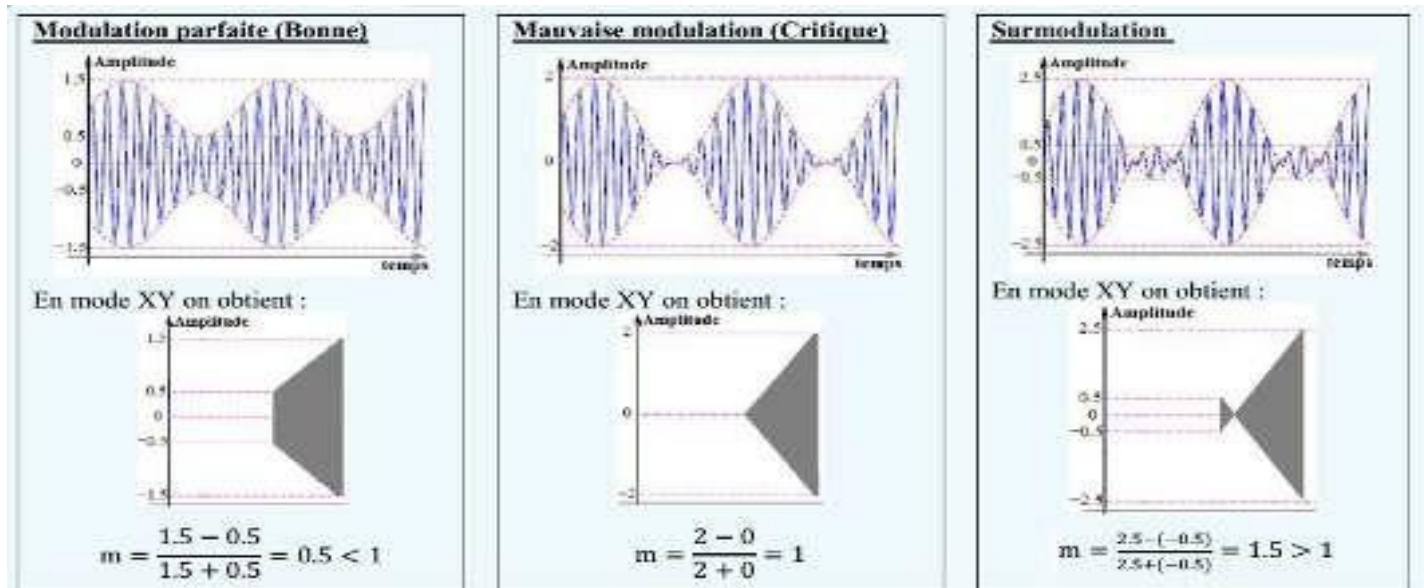 Modulation parfaite (Bonne)
Amplitude
1.5
0.5
0
-0.5
-1.5
temps
En mode XY on obtient :
Amplitude
1.5
0.5
0
-0.5
-1.5
m = (1.5 − 0.5)/(1.5 + 0.5) = 0.5 < 1
Mauvaise modulation (Critique)
Amplitude
2
0
-2
temps
En mode XY on obtient :
Amplitude
2
0
-2
m = (2 − 0)/(2 + 0) = 1
Surmodulation
Amplitude
2.5
0.5
0
-0.5
-2.5
temps
En mode XY on obtient :
Amplitude
2.5
0.5
0
-0.5
-2.5
m = (2.5−(−0.5))/(2.5+(−0.5)) = 1.5 > 1